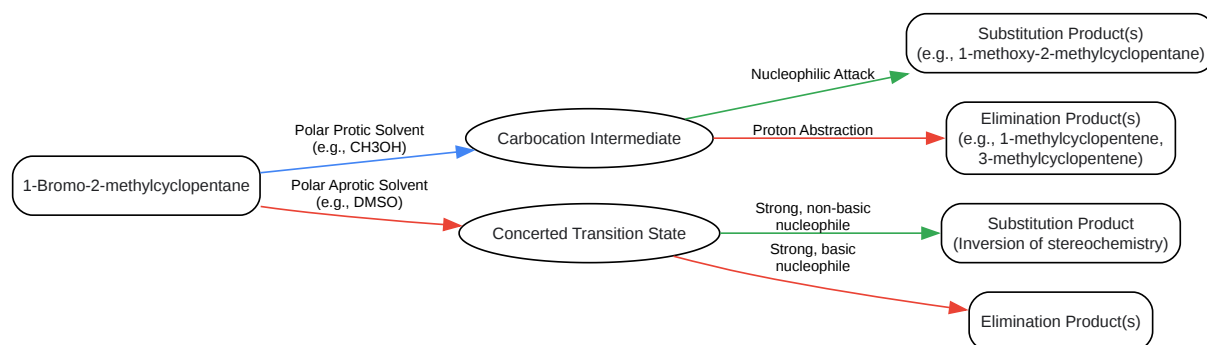 Substitution Product(s)
(e.g., 1-methoxy-2-methylcyclopentane)
Nucleophilic Attack
Elimination Product(s)
(e.g., 1-methylcyclopentene,
3-methylcyclopentene)
Polar Protic Solvent
(e.g., CH3OH)
Carbocation Intermediate
Proton Abstraction
1-Bromo-2-methylcyclopentane
Polar Aprotic Solvent
(e.g., DMSO)
Concerted Transition State
Strong, non-basic
nucleophile
Substitution Product
(Inversion of stereochemistry)
Strong, basic
nucleophile
Elimination Product(s)